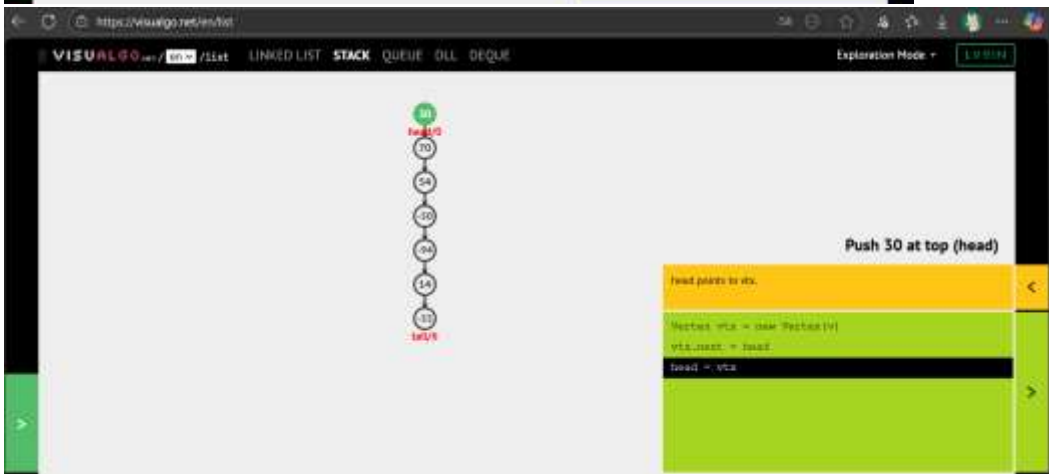 https://visualgo.net/en/list
VISUALGO.net/ en /list LINKED LIST STACK QUEUE DLL DEQUE Exploration Mode LOGIN
30
head/0
70
54
-50
-94
14
tail/6
Push 30 at top (head)
head points to vtx.
Vertex vtx = new Vertex(v)
vtx.next = head
head = vtx